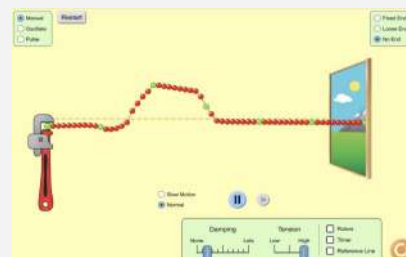 Manual
Restart
Oscillate
Pulse
Fixed End
Loose End
No End
Slow Motion
Normal
Damping
None
Lots
Tension
Low
High
Rulers
Timer
Reference Line